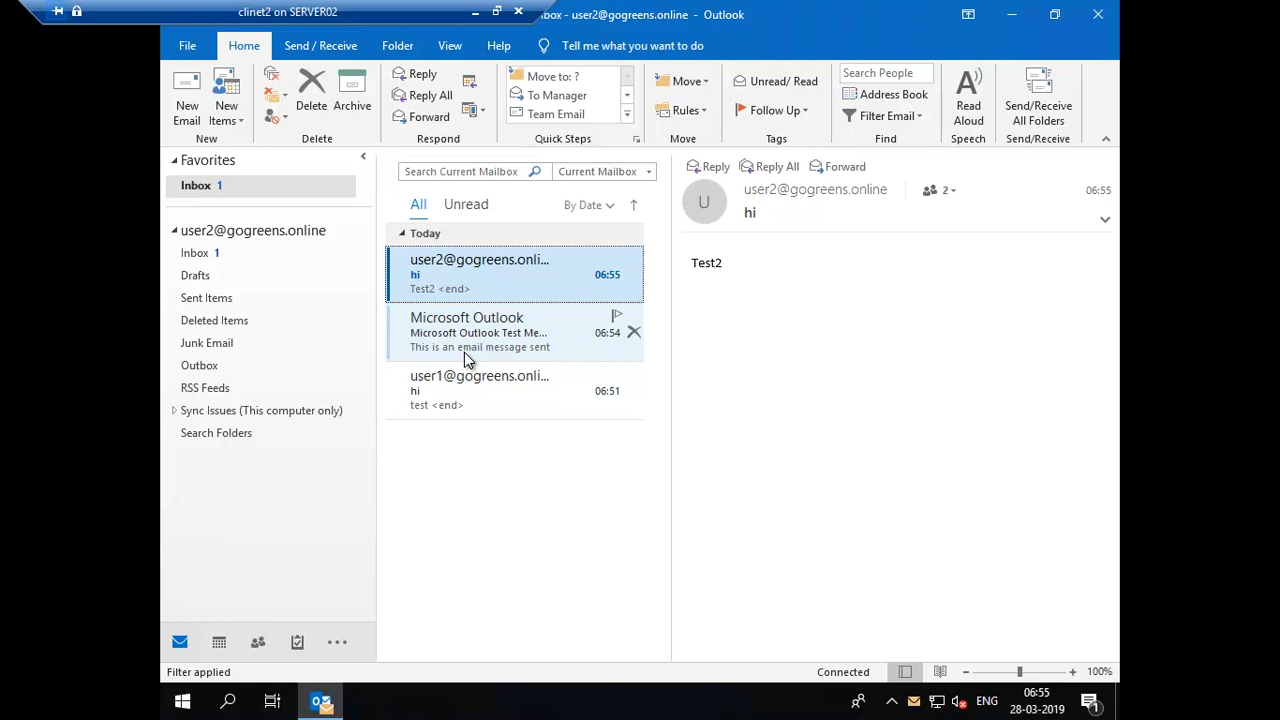 clinet2 on SERVER02
box - user2@gogreens.online - Outlook
File Home Send / Receive Folder View Help Tell me what you want to do
New Email
New Items
New
Delete
Archive
Delete
Reply
Reply All
Forward
Respond
Move to: ?
To Manager
Team Email
Quick Steps
Move
Rules
Move
Unread/ Read
Follow Up
Tags
Search People
Address Book
Filter Email
Find
Read Aloud
Speech
Send/Receive All Folders
Send/Receive
Favorites
Inbox 1
user2@gogreens.online
Inbox 1
Drafts
Sent Items
Deleted Items
Junk Email
Outbox
RSS Feeds
Sync Issues (This computer only)
Search Folders
Search Current Mailbox
Current Mailbox
All Unread
By Date
Today
user2@gogreens.onli...
hi 06:55
Test2 <end>
Microsoft Outlook
Microsoft Outlook Test Me... 06:54
This is an email message sent
user1@gogreens.onli...
hi 06:51
test <end>
Reply Reply All Forward
U
user2@gogreens.online 2 06:55
hi
Test2
Filter applied
Connected
100%
ENG
06:55
28-03-2019
1